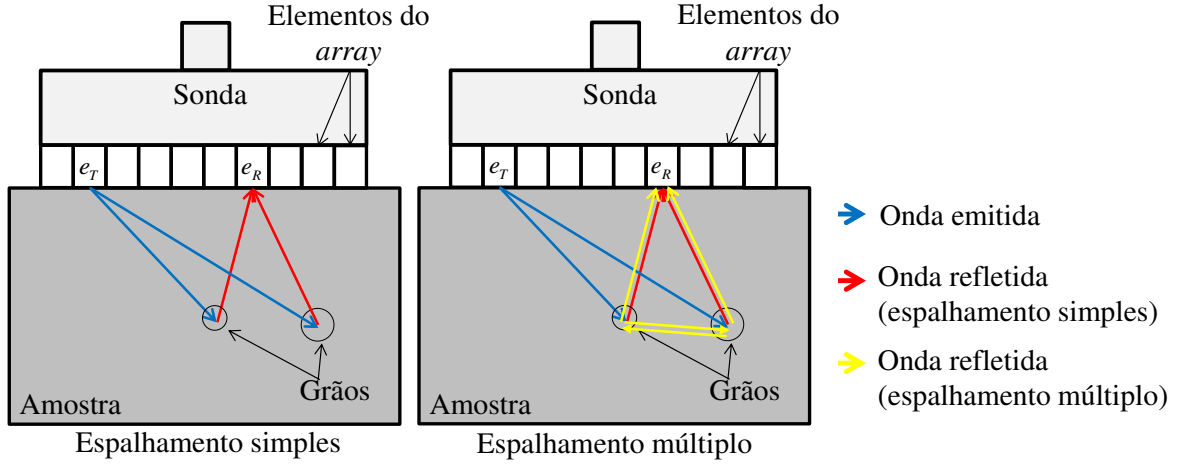 Elementos do
array
Sonda
e_T
e_R
Grãos
Amostra
Espalhamento simples
Elementos do
array
Sonda
e_T
e_R
Grãos
Amostra
Espalhamento múltiplo
Onda emitida
Onda refletida
(espalhamento simples)
Onda refletida
(espalhamento múltiplo)